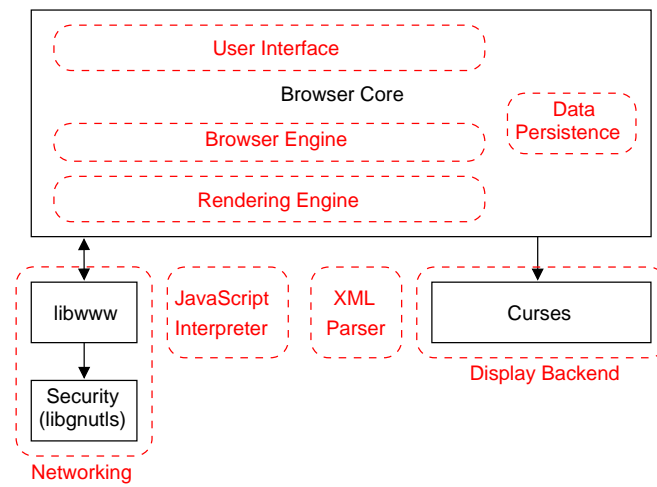 User Interface
Browser Core
Data
Persistence
Browser Engine
Rendering Engine
libwww
JavaScript
Interpreter
XML
Parser
Curses
Display Backend
Security
(libgnutls)
Networking